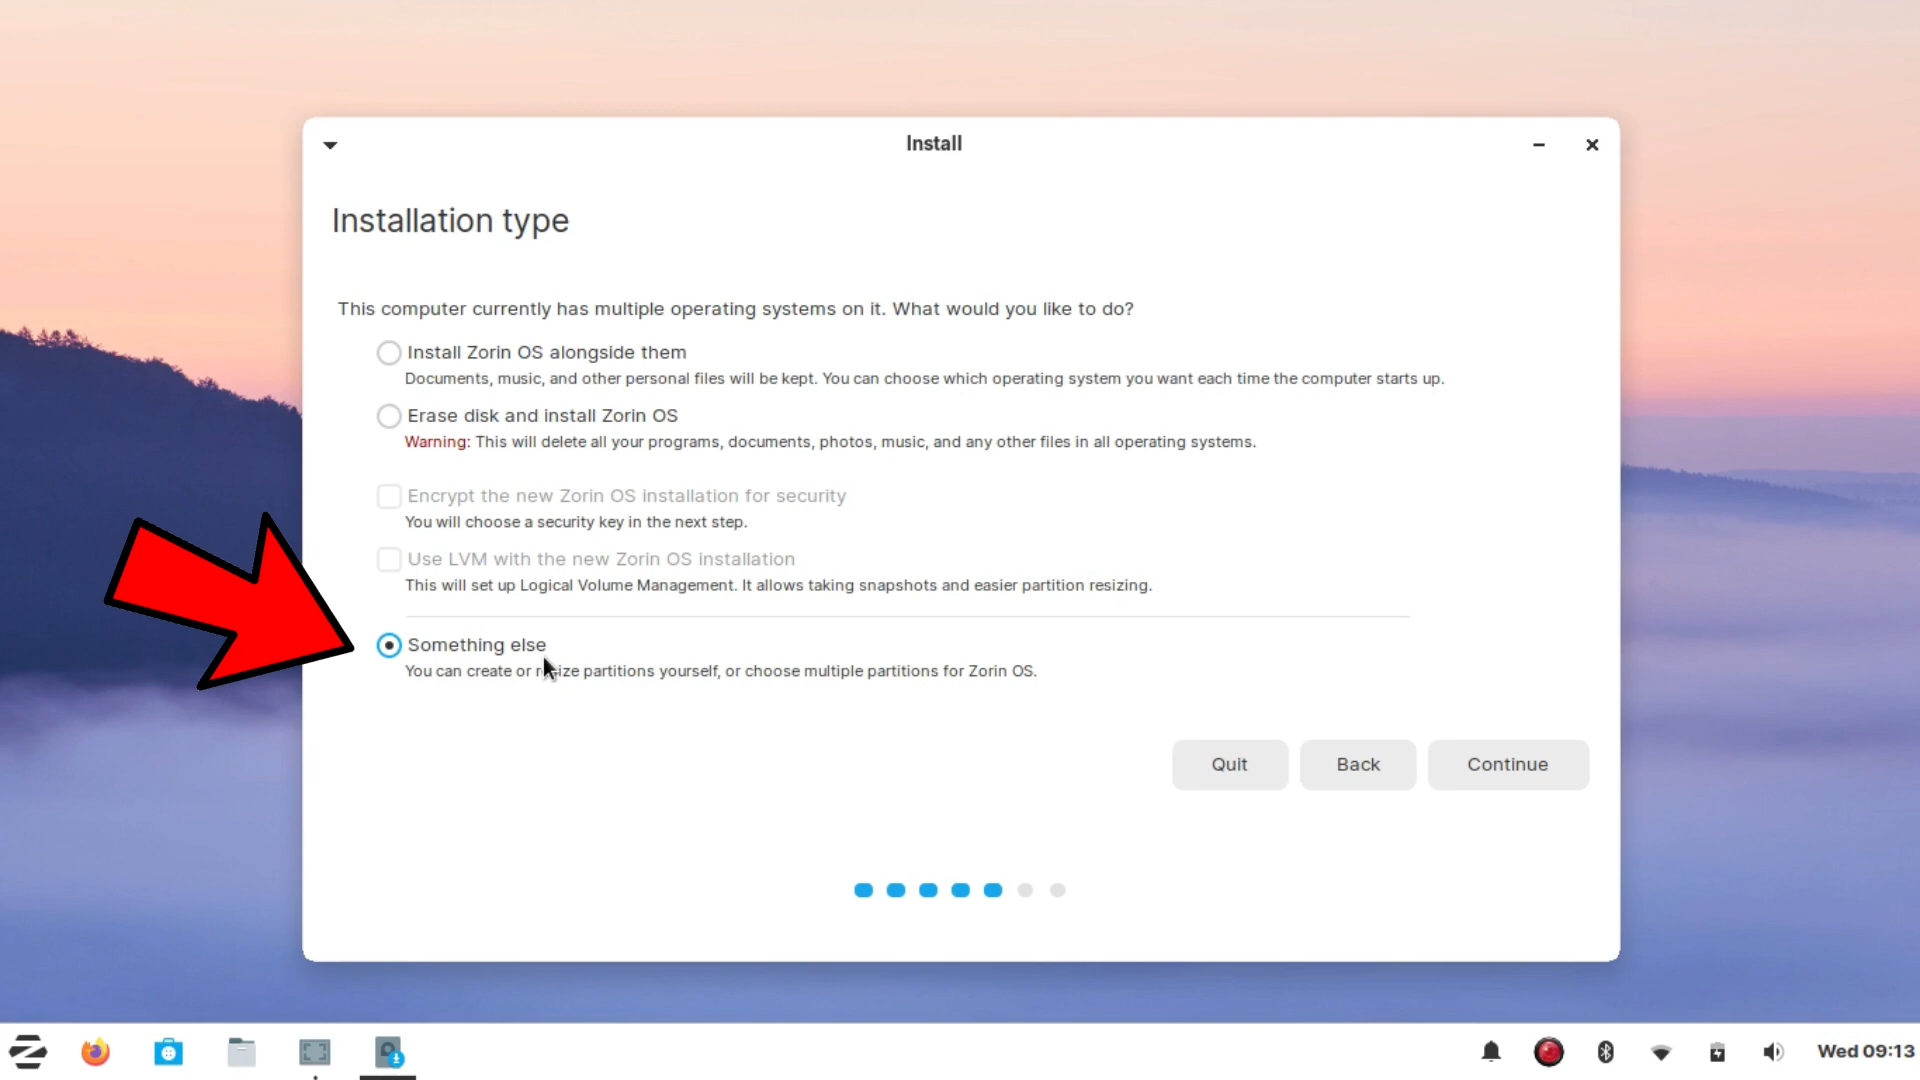 Install
Installation type
This computer currently has multiple operating systems on it. What would you like to do?
Install Zorin OS alongside them
Documents, music, and other personal files will be kept. You can choose which operating system you want each time the computer starts up.
Erase disk and install Zorin OS
Warning: This will delete all your programs, documents, photos, music, and any other files in all operating systems.
Encrypt the new Zorin OS installation for security
You will choose a security key in the next step.
Use LVM with the new Zorin OS installation
This will set up Logical Volume Management. It allows taking snapshots and easier partition resizing.
Something else
You can create or resize partitions yourself, or choose multiple partitions for Zorin OS.
Quit Back Continue
Wed 09:13